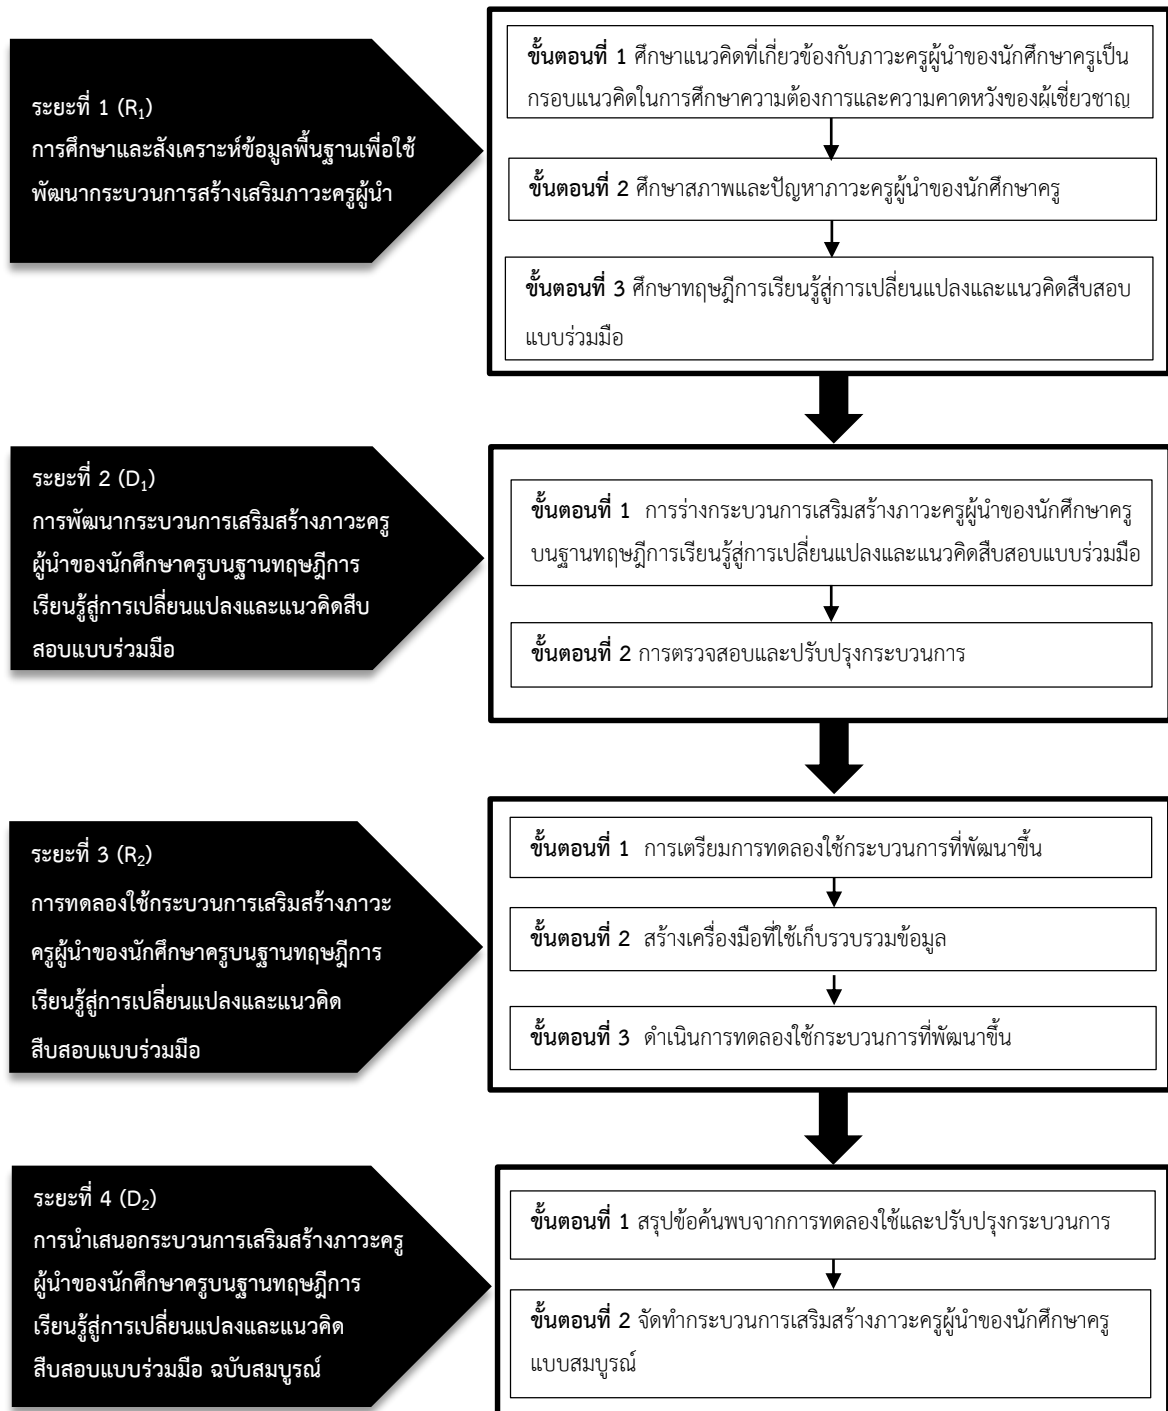 ระยะที่ 1 (R1)
การศึกษาและสังเคราะห์ข้อมูลพื้นฐานเพื่อใช้
พัฒนากระบวนการสร้างเสริมภาวะครูผู้นำ
ขั้นตอนที่ 1 ศึกษาแนวคิดที่เกี่ยวข้องกับภาวะครูผู้นำของนักศึกษาครูเป็น
กรอบแนวคิดในการศึกษาความต้องการและความคาดหวังของผู้เชี่ยวชาญ
ขั้นตอนที่ 2 ศึกษาสภาพและปัญหาภาวะครูผู้นำของนักศึกษาครู
ขั้นตอนที่ 3 ศึกษาทฤษฎีการเรียนรู้สู่การเปลี่ยนแปลงและแนวคิดสืบสอบ
แบบร่วมมือ
ระยะที่ 2 (D1)
การพัฒนากระบวนการเสริมสร้างภาวะครู
ผู้นำของนักศึกษาครูบนฐานทฤษฎีการ
เรียนรู้สู่การเปลี่ยนแปลงและแนวคิดสืบ
สอบแบบร่วมมือ
ขั้นตอนที่ 1 การร่างกระบวนการเสริมสร้างภาวะครูผู้นำของนักศึกษาครู
บนฐานทฤษฎีการเรียนรู้สู่การเปลี่ยนแปลงและแนวคิดสืบสอบแบบร่วมมือ
ขั้นตอนที่ 2 การตรวจสอบและปรับปรุงกระบวนการ
ระยะที่ 3 (R2)
การทดลองใช้กระบวนการเสริมสร้างภาวะ
ครูผู้นำของนักศึกษาครูบนฐานทฤษฎีการ
เรียนรู้สู่การเปลี่ยนแปลงและแนวคิด
สืบสอบแบบร่วมมือ
ขั้นตอนที่ 1 การเตรียมการทดลองใช้กระบวนการที่พัฒนาขึ้น
ขั้นตอนที่ 2 สร้างเครื่องมือที่ใช้เก็บรวบรวมข้อมูล
ขั้นตอนที่ 3 ดำเนินการทดลองใช้กระบวนการที่พัฒนาขึ้น
ระยะที่ 4 (D2)
การนำเสนอกระบวนการเสริมสร้างภาวะครู
ผู้นำของนักศึกษาครูบนฐานทฤษฎีการ
เรียนรู้สู่การเปลี่ยนแปลงและแนวคิด
สืบสอบแบบร่วมมือ ฉบับสมบูรณ์
ขั้นตอนที่ 1 สรุปข้อค้นพบจากการทดลองใช้และปรับปรุงกระบวนการ
ขั้นตอนที่ 2 จัดทำกระบวนการเสริมสร้างภาวะครูผู้นำของนักศึกษาครู
แบบสมบูรณ์